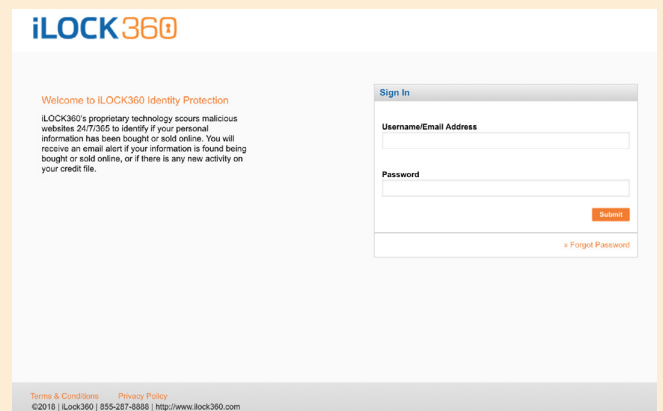 iLOCK360
Welcome to iLOCK360 Identity Protection
iLOCK360's proprietary technology scours malicious
websites 24/7/365 to identify if your personal
information has been bought or sold online. You will
receive an email alert if your information is found being
bought or sold online, or if there is any new activity on
your credit file.
Sign In
Username/Email Address
Password
Submit
» Forgot Password
Terms & Conditions Privacy Policy
©2018 | iLock360 | 855-287-8888 | http://www.ilock360.com